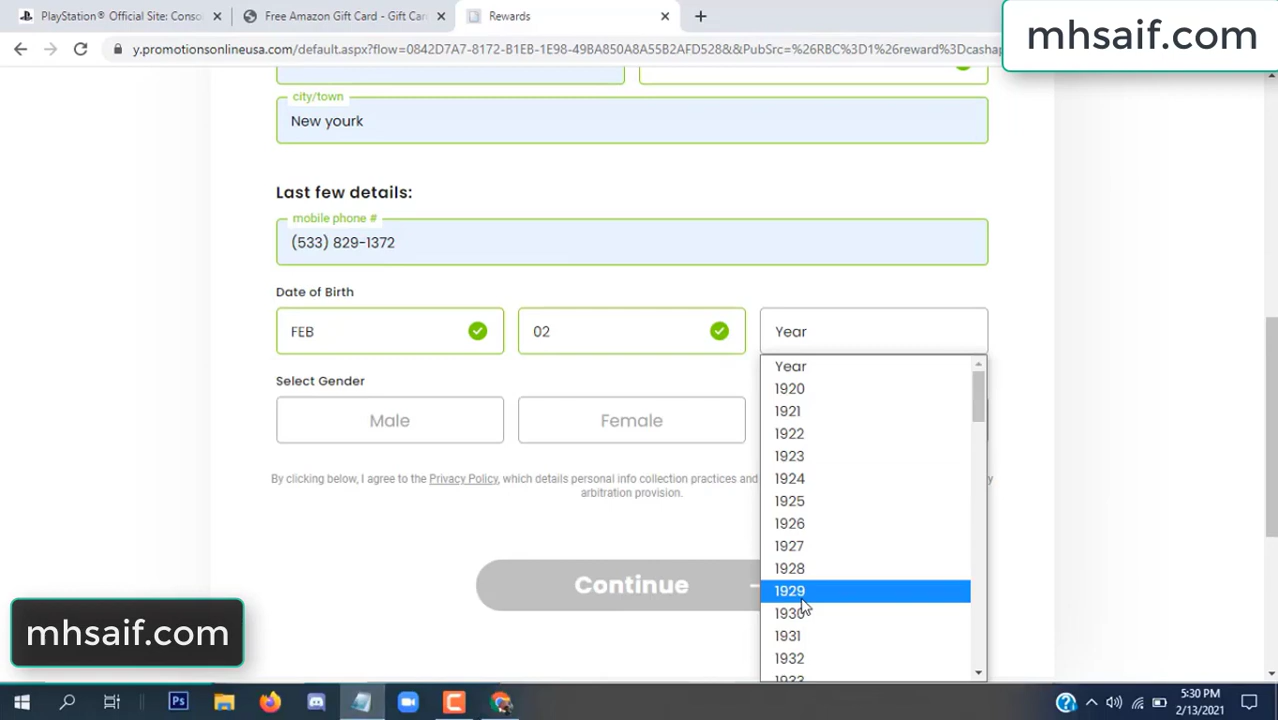 PlayStation® Official Site: Conso
Free Amazon Gift Card - Gift Car
Rewards
mhsaif.com
y.promotionsonlineusa.com/default.aspx?flow=0842D7A7-8172-B1EB-1E98-49BA850A8A55B2AFD528&&PubSrc=%26RBC%3D1%26reward%3Dcashap
city/town
New yourk
Last few details:
mobile phone #
(533) 829-1372
Date of Birth
FEB
02
Year
Year
1920
1921
1922
1923
1924
1925
1926
1927
1928
1929
1930
1931
1932
1933
Select Gender
Male
Female
By clicking below, I agree to the Privacy Policy, which details personal info collection practices and
arbitration provision.
Continue
mhsaif.com
Ps
5:30 PM
2/13/2021